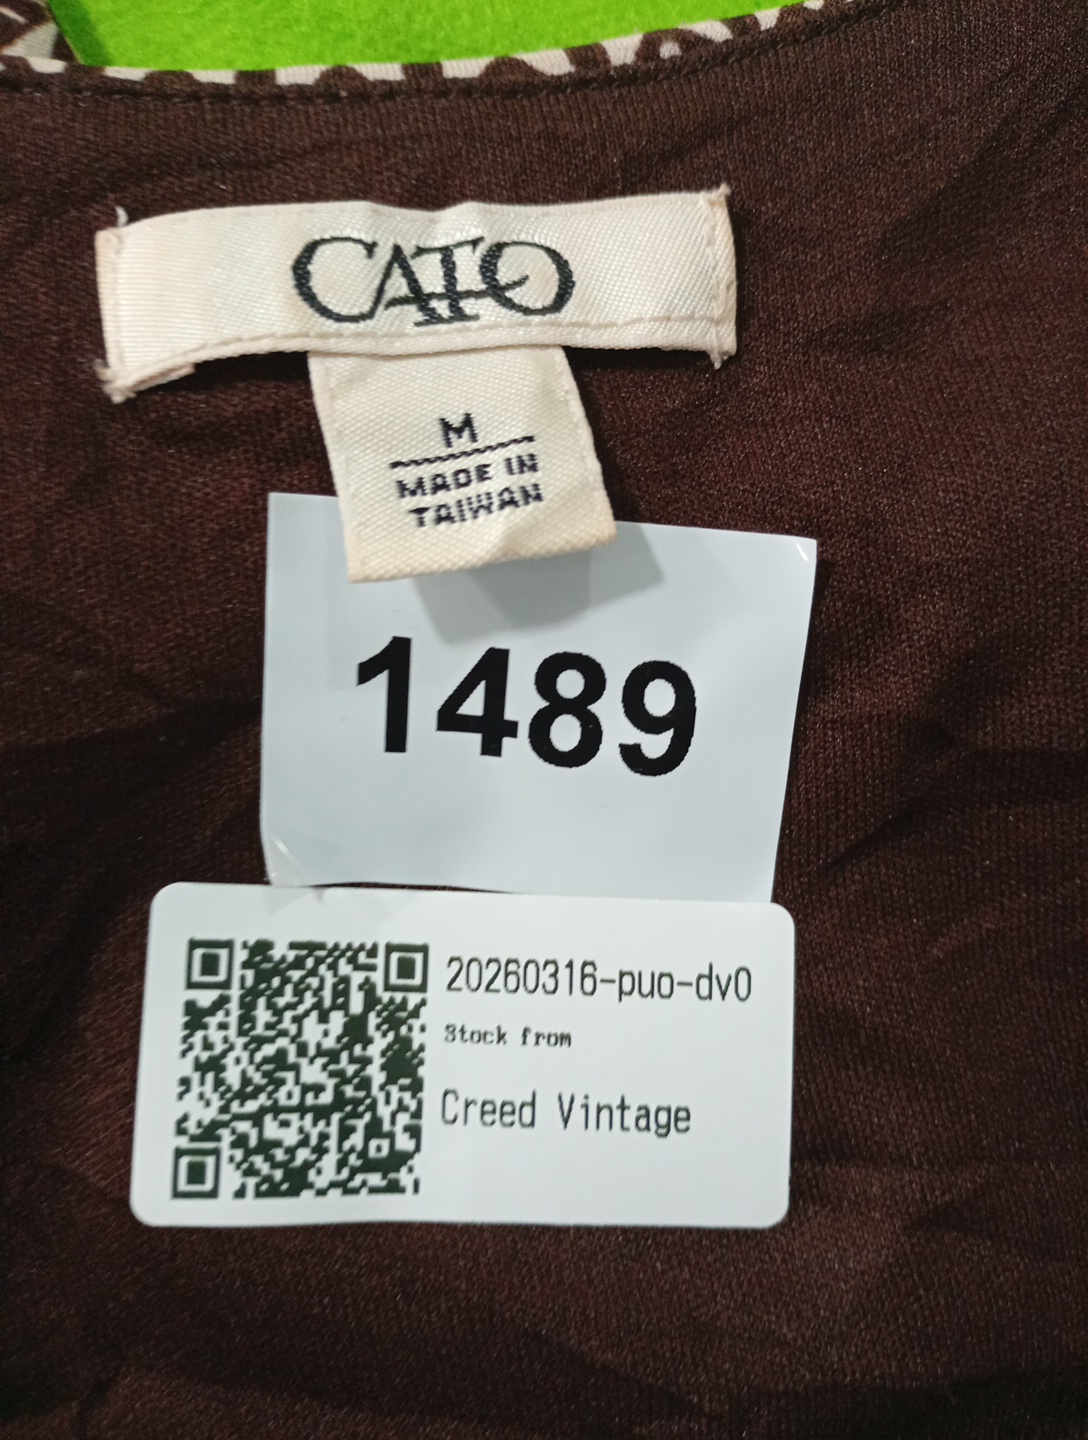 CATO
M
MADE IN
TAIWAN
1489
20260316-puo-dv0
Stock from
Creed Vintage